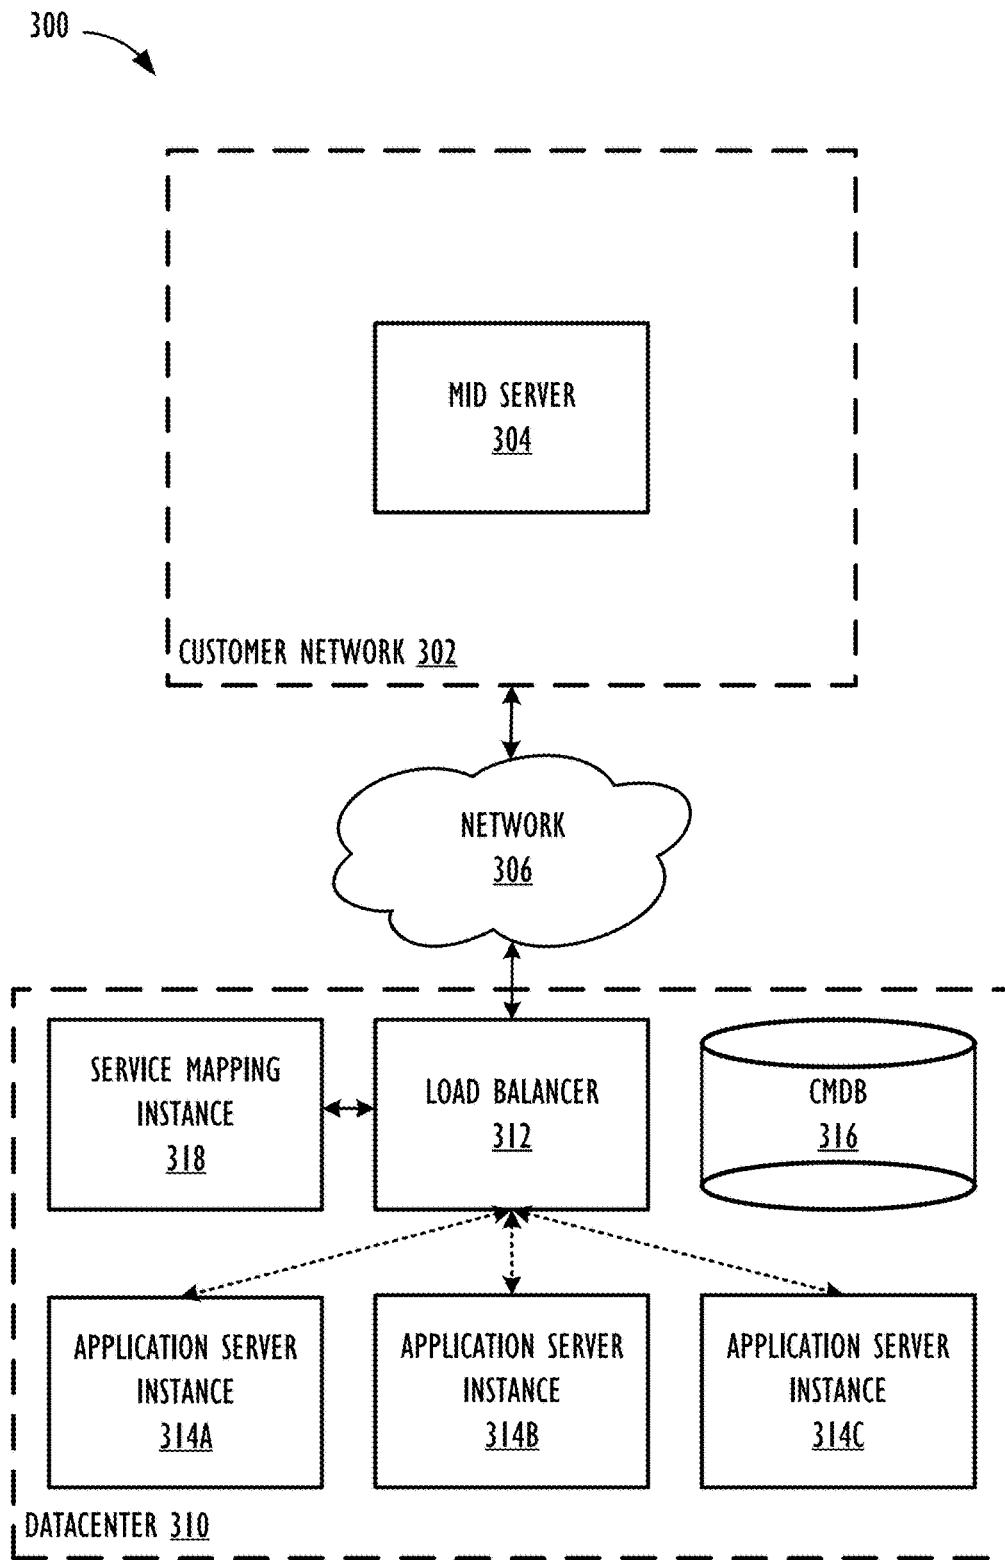 300
MID SERVER
304
CUSTOMER NETWORK 302
NETWORK
306
SERVICE MAPPING
INSTANCE
318
LOAD BALANCER
312
CMDB
316
APPLICATION SERVER
INSTANCE
314A
APPLICATION SERVER
INSTANCE
314B
APPLICATION SERVER
INSTANCE
314C
DATACENTER 310